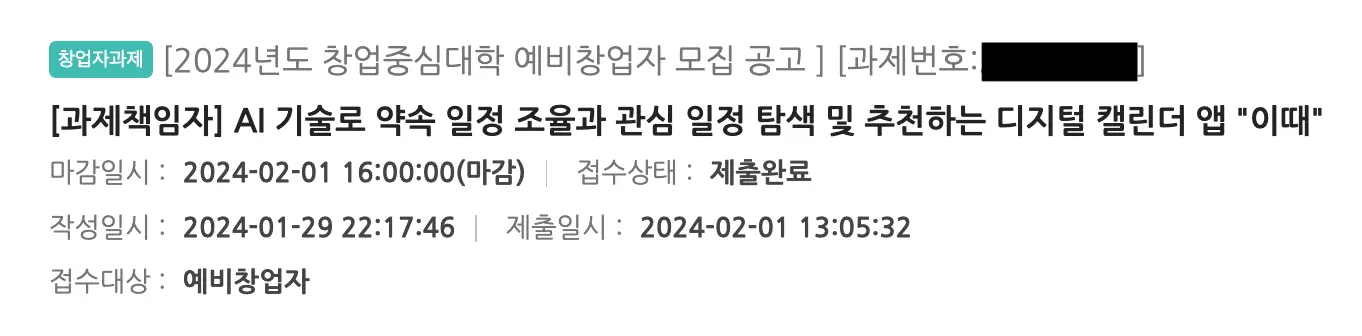 창업자과제 [2024년도 창업중심대학 예비창업자 모집 공고 ] [과제번호: ]
[과제책임자] AI 기술로 약속 일정 조율과 관심 일정 탐색 및 추천하는 디지털 캘린더 앱 "이때"
마감일시 : 2024-02-01 16:00:00(마감) | 접수상태 : 제출완료
작성일시 : 2024-01-29 22:17:46 | 제출일시 : 2024-02-01 13:05:32
접수대상 : 예비창업자